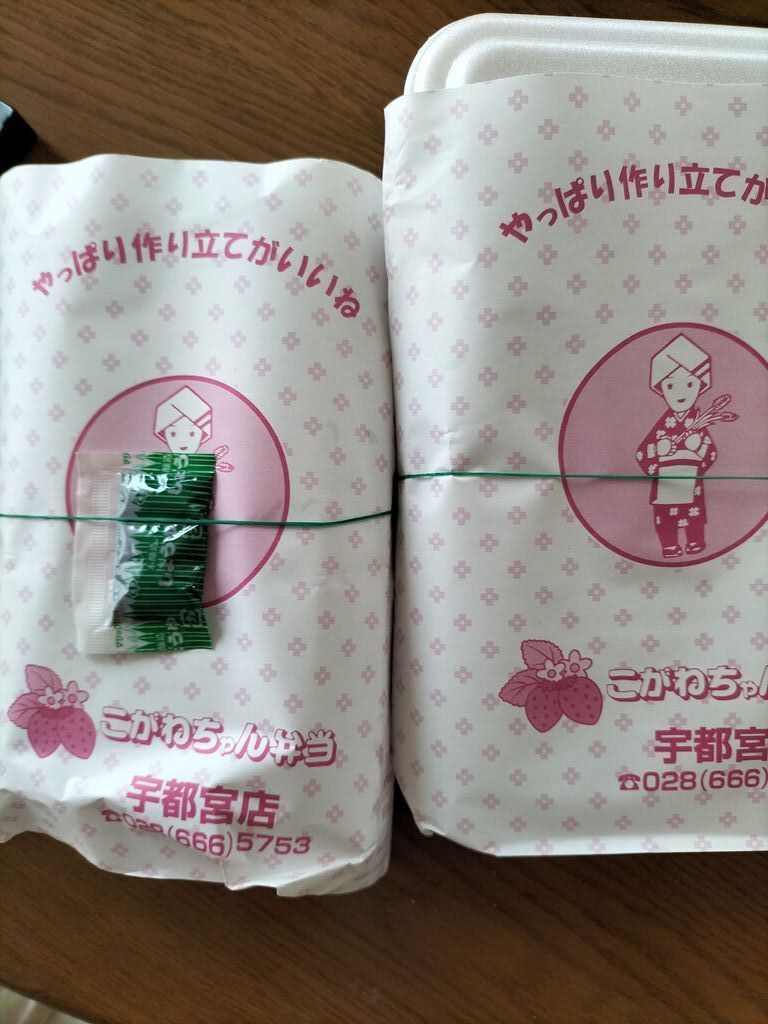 やっぱり作り立てがいいね
こがねちゃん弁当
宇都宮店
☎028(666)5753
やっぱり作り立てが
こがねちゃん
宇都宮
☎028(666)